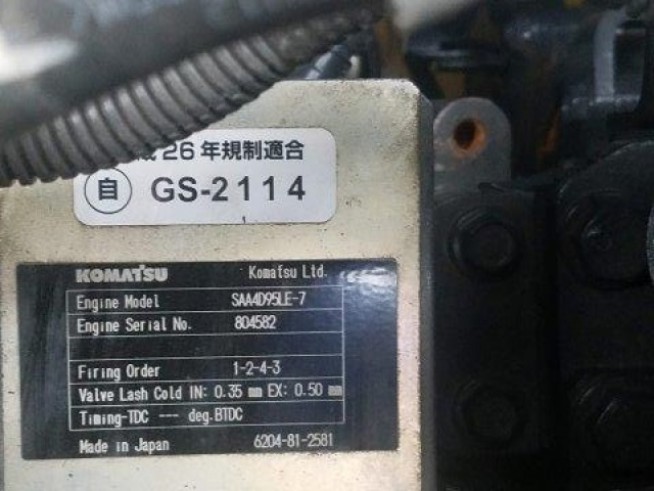 26年規制適合
自 GS-2114
KOMATSU Komatsu Ltd.
Engine Model SAA4D95LE-7
Engine Serial No. 804582
Firing Order 1-2-4-3
Valve Lash Cold IN: 0.35 mm EX: 0.50 mm
Timing-TDC --- deg.BTDC
Made in Japan 6204-81-2581